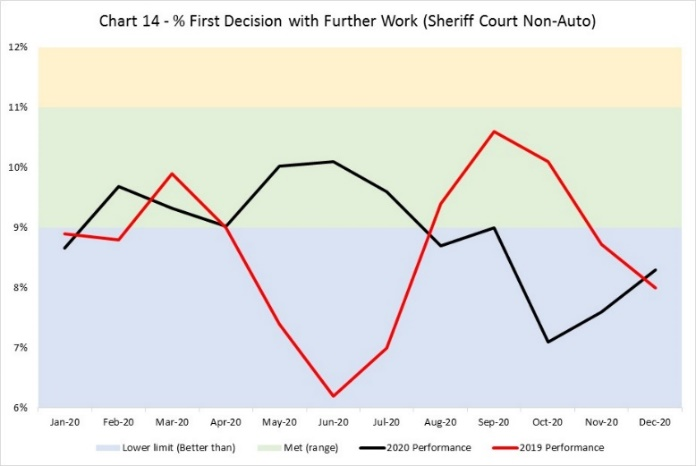 Chart 14 - % First Decision with Further Work (Sheriff Court Non-Auto)
12%
11%
10%
9%
8%
7%
6%
Jan-20 Feb-20 Mar-20 Apr-20 May-20 Jun-20 Jul-20 Aug-20 Sep-20 Oct-20 Nov-20 Dec-20
Lower limit (Better than) Met (range) 2020 Performance 2019 Performance